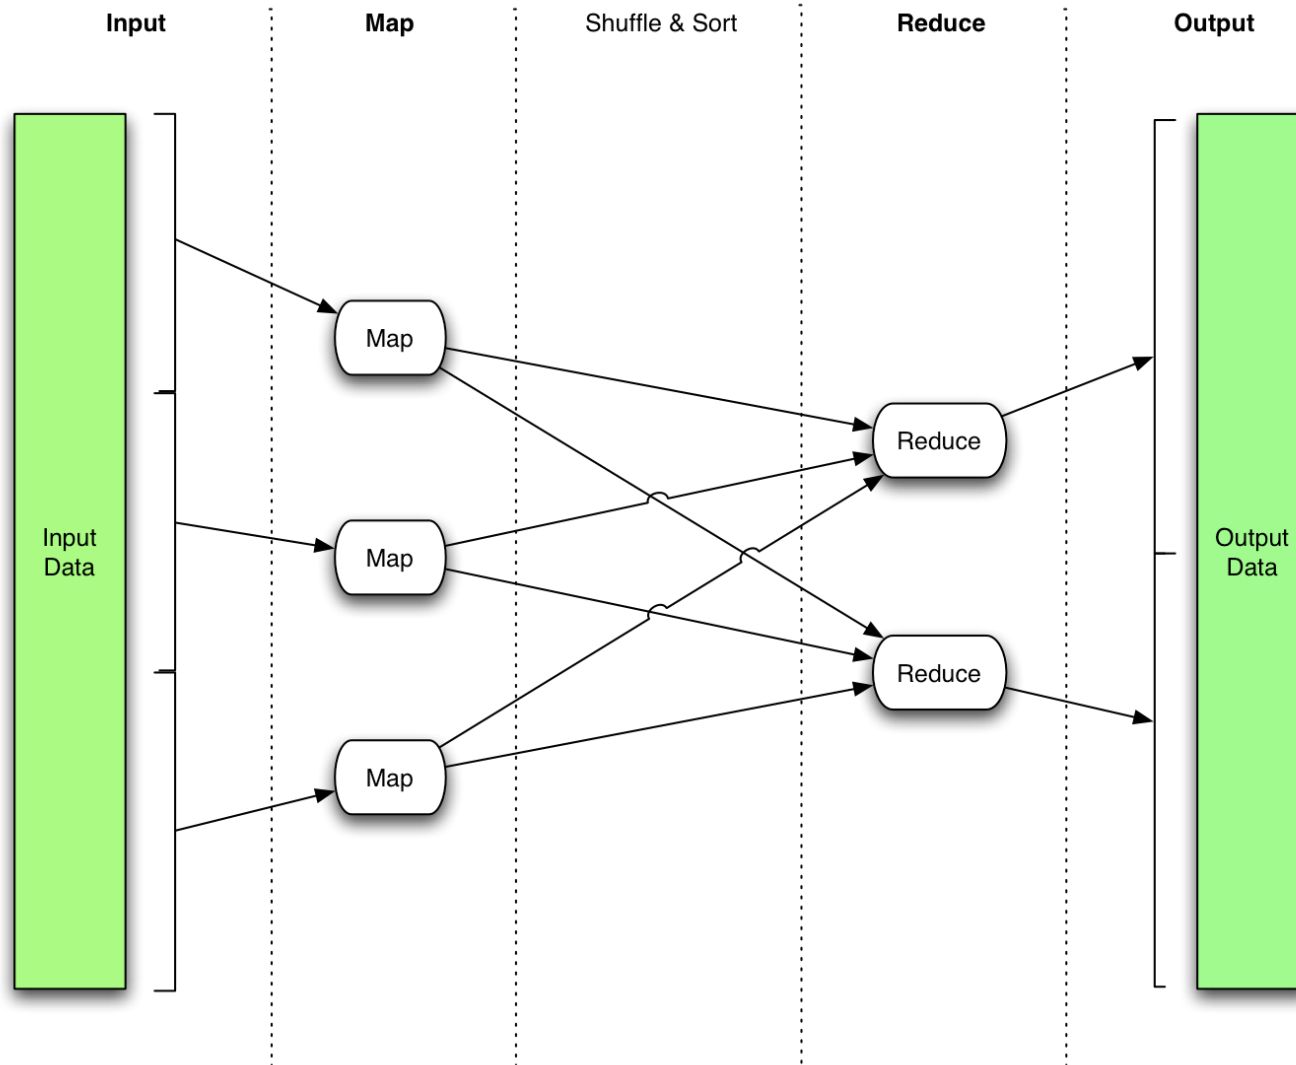 Input
Map
Shuffle & Sort
Reduce
Output
Map
Reduce
Input
Data
Map
Output
Data
Reduce
Map